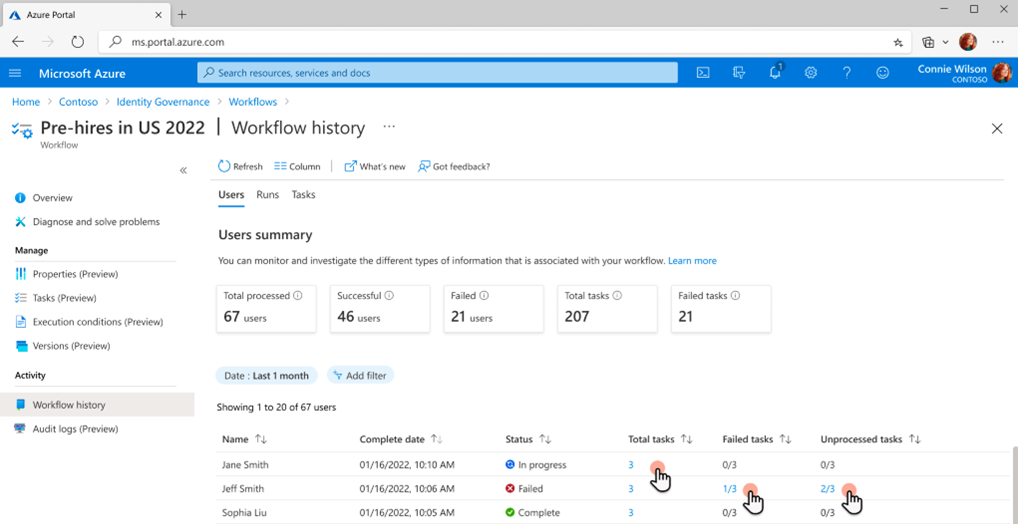 Azure Portal
ms.portal.azure.com
Microsoft Azure
Search resources, services and docs
1
Connie Wilson
CONTOSO
Home > Contoso > Identity Governance > Workflows >
Pre-hires in US 2022 | Workflow history ...
Workflow
Refresh Column What's new Got feedback?
Users Runs Tasks
Overview
Diagnose and solve problems
Manage
Properties (Preview)
Tasks (Preview)
Execution conditions (Preview)
Versions (Preview)
Activity
Workflow history
Audit logs (Preview)
Users summary
You can monitor and investigate the different types of information that is associated with your workflow. Learn more
Total processed Successful Failed Total tasks Failed tasks
67 users 46 users 21 users 207 21
Date : Last 1 month Add filter
Showing 1 to 20 of 67 users
Name Complete date Status Total tasks Failed tasks Unprocessed tasks
Jane Smith 01/16/2022, 10:10 AM In progress 3 0/3 0/3
Jeff Smith 01/16/2022, 10:06 AM Failed 3 1/3 2/3
Sophia Liu 01/16/2022, 10:05 AM Complete 3 0/3 0/3